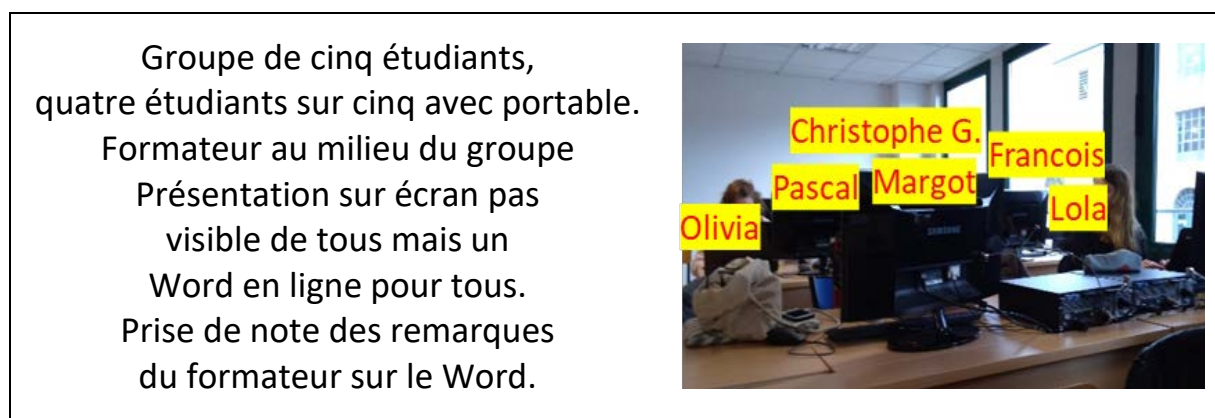 Groupe de cinq étudiants,
quatre étudiants sur cinq avec portable.
Formateur au milieu du groupe
Présentation sur écran pas
visible de tous mais un
Word en ligne pour tous.
Prise de note des remarques
du formateur sur le Word.
Christophe G.
Francois
Pascal
Margot
Lola
Olivia
SAMSUNG